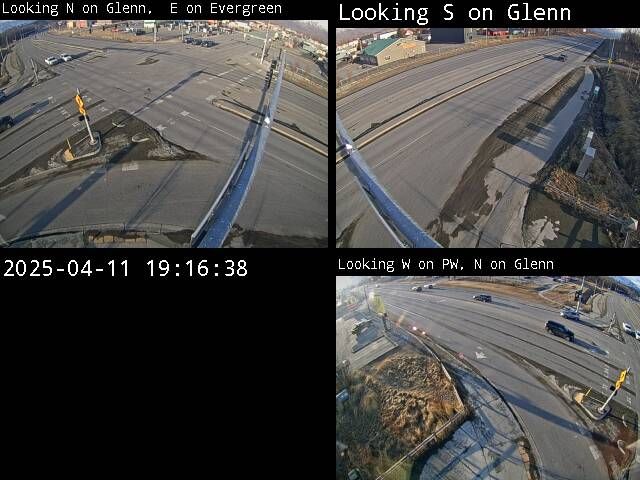 Looking N on Glenn, E on Evergreen
Looking S on Glenn
2025-04-11 19:16:38
Looking W on PW, N on Glenn